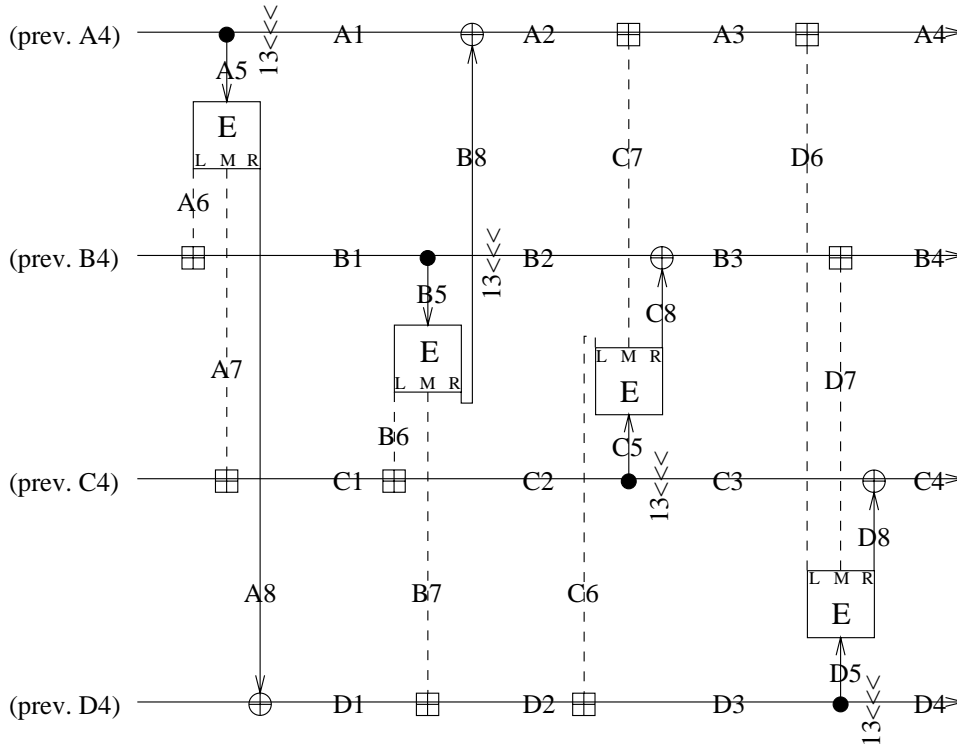 (prev. A4) A1 A2 A3 A4
13<<<
A5
E
L M R
A6 B8 C7 D6
(prev. B4) B1 B2 B3 B4
13<<<
B5 C8
E L M R
L M R E
A7 D7
B6 C5
(prev. C4) C1 C2 C3 C4
13<<<
D8
L M R
A8 B7 C6 E
D5
(prev. D4) D1 D2 D3 D4
13<<<